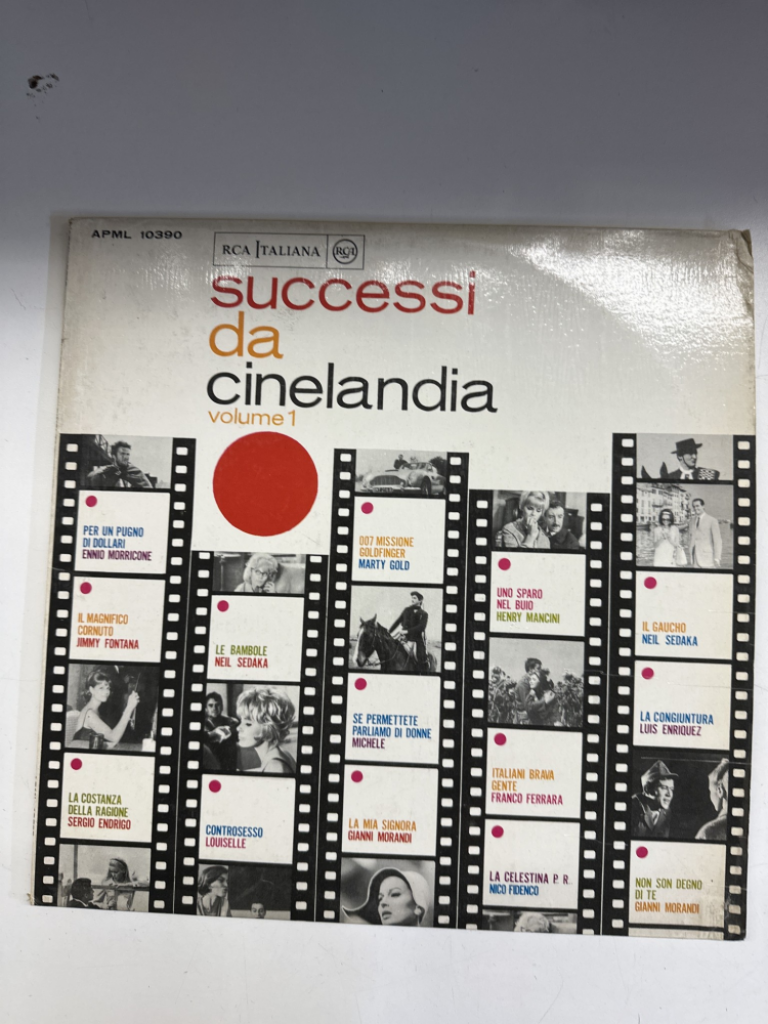 APML 10390
RCA ITALIANA RCA
successi
da
cinelandia
volume 1
PER UN PUGNO
DI DOLLARI
ENNIO MORRICONE
IL MAGNIFICO
CORNUTO
JIMMY FONTANA
LA COSTANZA
DELLA RAGIONE
SERGIO ENDRIGO
LE BAMBOLE
NEIL SEDAKA
CONTROSESSO
LOUISELLE
007 MISSIONE
GOLDFINGER
MARTY GOLD
SE PERMETTETE
PARLIAMO DI DONNE
MICHELE
LA MIA SIGNORA
GIANNI MORANDI
UNO SPARO
NEL BUIO
HENRY MANCINI
ITALIANI BRAVA
GENTE
FRANCO FERRARA
LA CELESTINA P. R.
NICO FIDENCO
IL GAUCHO
NEIL SEDAKA
LA CONGIUNTURA
LUIS ENRIQUEZ
NON SON DEGNO
DI TE
GIANNI MORANDI